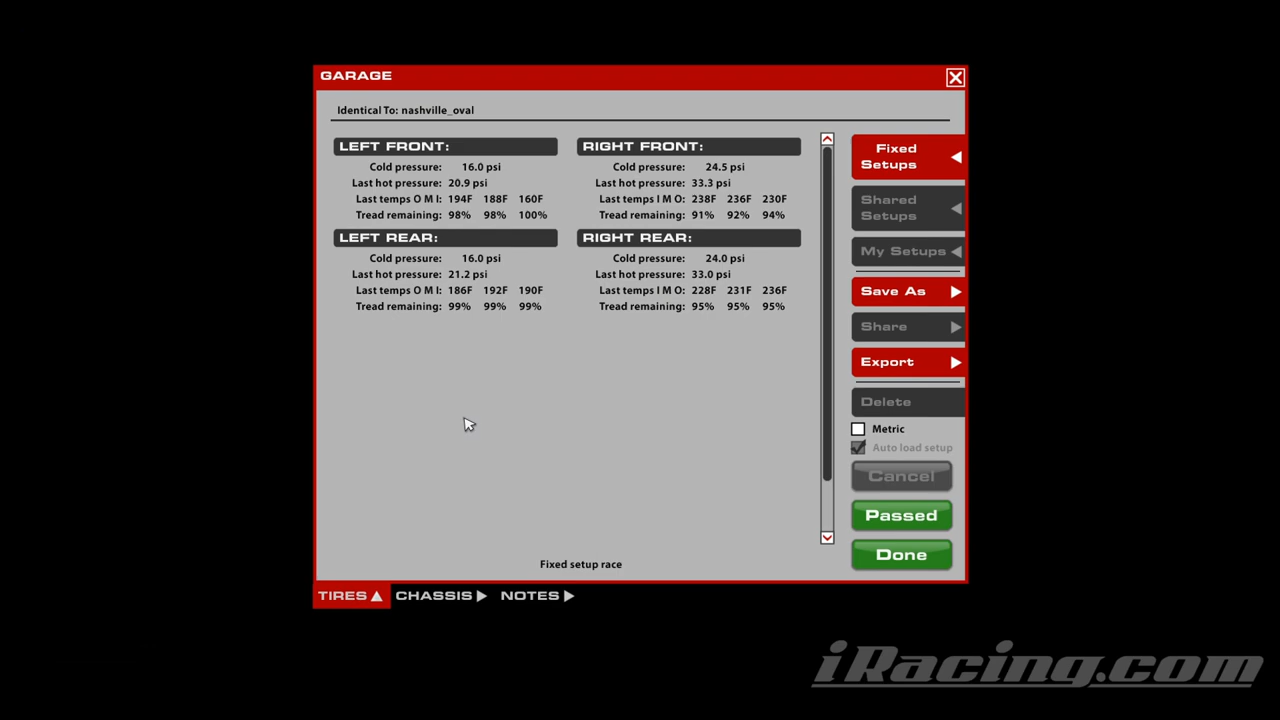 GARAGE
Identical To: nashville_oval
LEFT FRONT:
Cold pressure: 16.0 psi
Last hot pressure: 20.9 psi
Last temps O M I: 194F 188F 160F
Tread remaining: 98% 98% 100%
RIGHT FRONT:
Cold pressure: 24.5 psi
Last hot pressure: 33.3 psi
Last temps I M O: 238F 236F 230F
Tread remaining: 91% 92% 94%
LEFT REAR:
Cold pressure: 16.0 psi
Last hot pressure: 21.2 psi
Last temps O M I: 186F 192F 190F
Tread remaining: 99% 99% 99%
RIGHT REAR:
Cold pressure: 24.0 psi
Last hot pressure: 33.0 psi
Last temps I M O: 228F 231F 236F
Tread remaining: 95% 95% 95%
Fixed setup race
Fixed
Setups
Shared
Setups
My Setups
Save As
Share
Export
Delete
Metric
Auto load setup
Cancel
Passed
Done
TIRES CHASSIS NOTES
iRacing.com